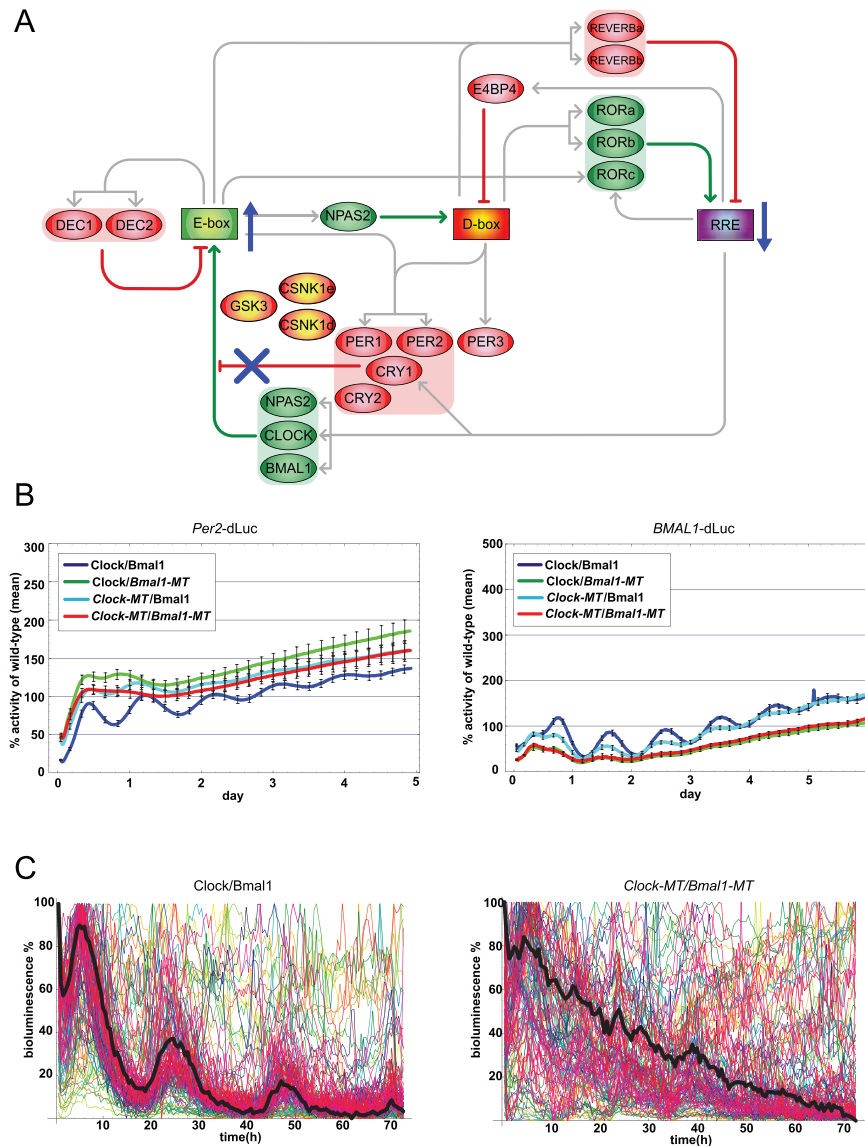 A
REVERBa
REVERBb
E4BP4
RORa
RORb
RORc
DEC1
DEC2
E-box
NPAS2
D-box
RRE
GSK3
CSNK1e
CSNK1d
PER1
PER2
PER3
CRY1
CRY2
NPAS2
CLOCK
BMAL1
B
Per2-dLuc
% activity of wild-type (mean)
300
250
200
150
100
50
0
Clock/Bmal1
Clock/Bmal1-MT
Clock-MT/Bmal1
Clock-MT/Bmal1-MT
0 1 2 3 4 5
day
BMAL1-dLuc
% activity of wild-type (mean)
500
400
300
200
100
0
Clock/Bmal1
Clock/Bmal1-MT
Clock-MT/Bmal1
Clock-MT/Bmal1-MT
0 1 2 3 4 5
day
C
Clock/Bmal1
bioluminescence %
100
80
60
40
20
0 10 20 30 40 50 60 70
time(h)
Clock-MT/Bmal1-MT
bioluminescence %
100
80
60
40
20
0 10 20 30 40 50 60 70
time(h)